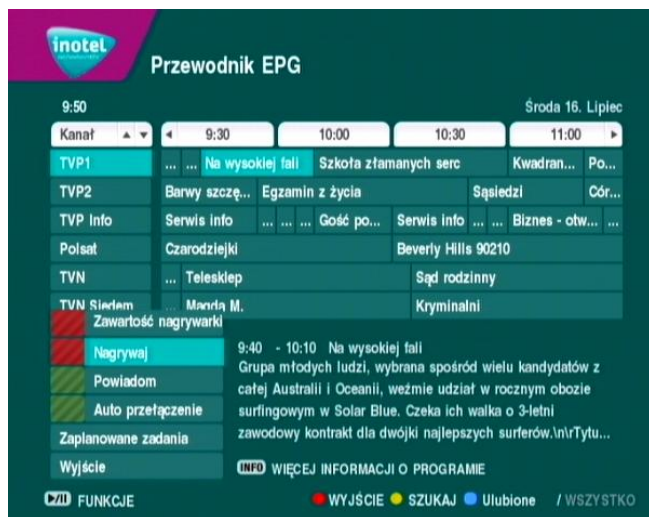 inotel
Przewodnik EPG
9:50 Środa 16. Lipiec
Kanał 9:30 10:00 10:30 11:00
TVP1 ... ... Na wysokiej fali Szkoła złamanych serc Kwadran... Po...
TVP2 Barwy szczę... Egzamin z życia Sąsiedzi Cór...
TVP Info Serwis info ... ... ... Gość po... Serwis info ... ... Biznes - otw... ...
Polsat Czarodziejki Beverly Hills 90210
TVN ... Telesklep Sąd rodzinny
TVN Siedem ... Magda M. Kryminalni
Zawartość nagrywarki
Nagrywaj
Powiadom
Auto przełączenie
Zaplanowane zadania
Wyjście
9:40 - 10:10 Na wysokiej fali
Grupa młodych ludzi, wybrana spośród wielu kandydatów z
całej Australii i Oceanii, weźmie udział w rocznym obozie
surfingowym w Solar Blue. Czeka ich walka o 3-letni
zawodowy kontrakt dla dwójki najlepszych surferów.\n\rTytu...
INFO WIĘCEJ INFORMACJI O PROGRAMIE
FUNKCJE WYJŚCIE SZUKAJ Ulubione / WSZYSTKO